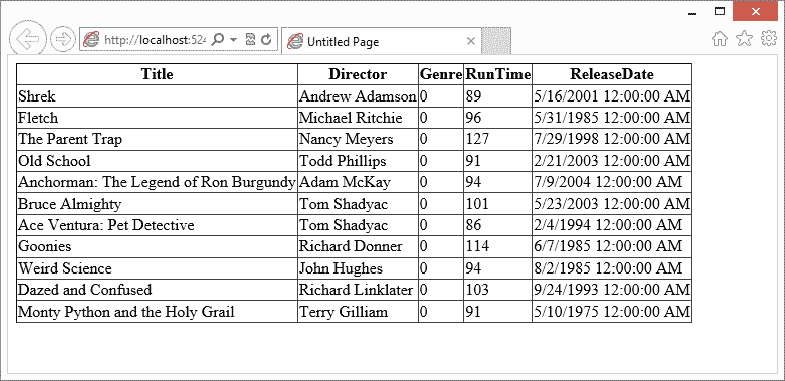 http://localhost:524
Untitled Page
Title Director Genre RunTime ReleaseDate
Shrek Andrew Adamson 0 89 5/16/2001 12:00:00 AM
Fletch Michael Ritchie 0 96 5/31/1985 12:00:00 AM
The Parent Trap Nancy Meyers 0 127 7/29/1998 12:00:00 AM
Old School Todd Phillips 0 91 2/21/2003 12:00:00 AM
Anchorman: The Legend of Ron Burgundy Adam McKay 0 94 7/9/2004 12:00:00 AM
Bruce Almighty Tom Shadyac 0 101 5/23/2003 12:00:00 AM
Ace Ventura: Pet Detective Tom Shadyac 0 86 2/4/1994 12:00:00 AM
Goonies Richard Donner 0 114 6/7/1985 12:00:00 AM
Weird Science John Hughes 0 94 8/2/1985 12:00:00 AM
Dazed and Confused Richard Linklater 0 103 9/24/1993 12:00:00 AM
Monty Python and the Holy Grail Terry Gilliam 0 91 5/10/1975 12:00:00 AM